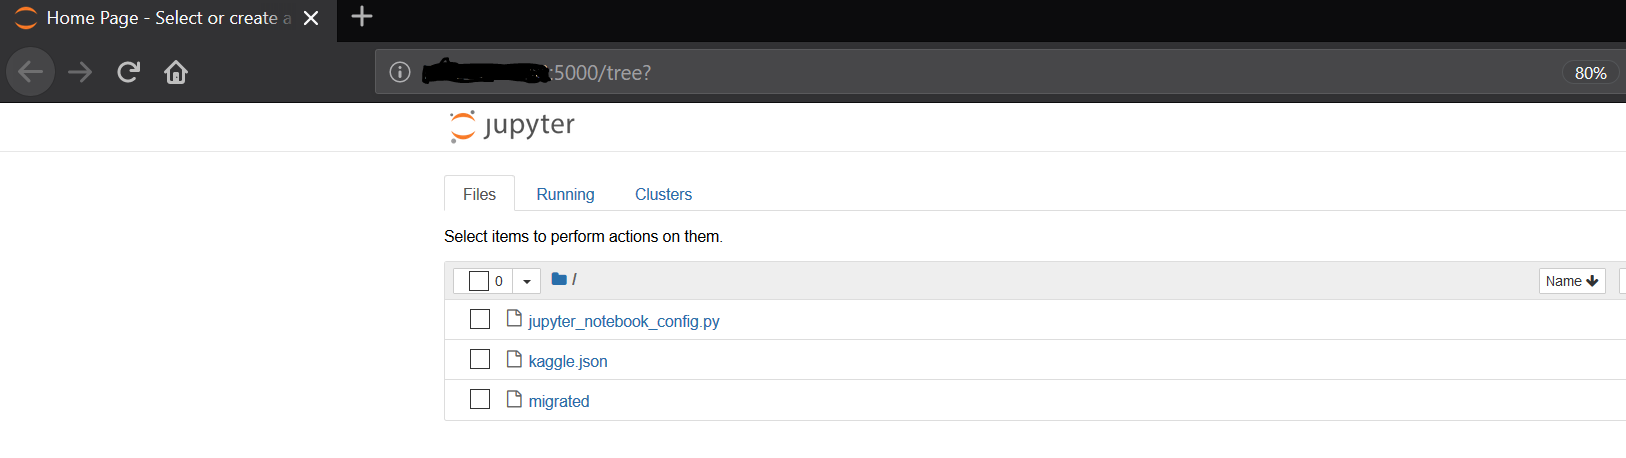 Home Page - Select or create a
:5000/tree?
80%
jupyter
Files Running Clusters
Select items to perform actions on them.
0 / Name
jupyter_notebook_config.py
kaggle.json
migrated